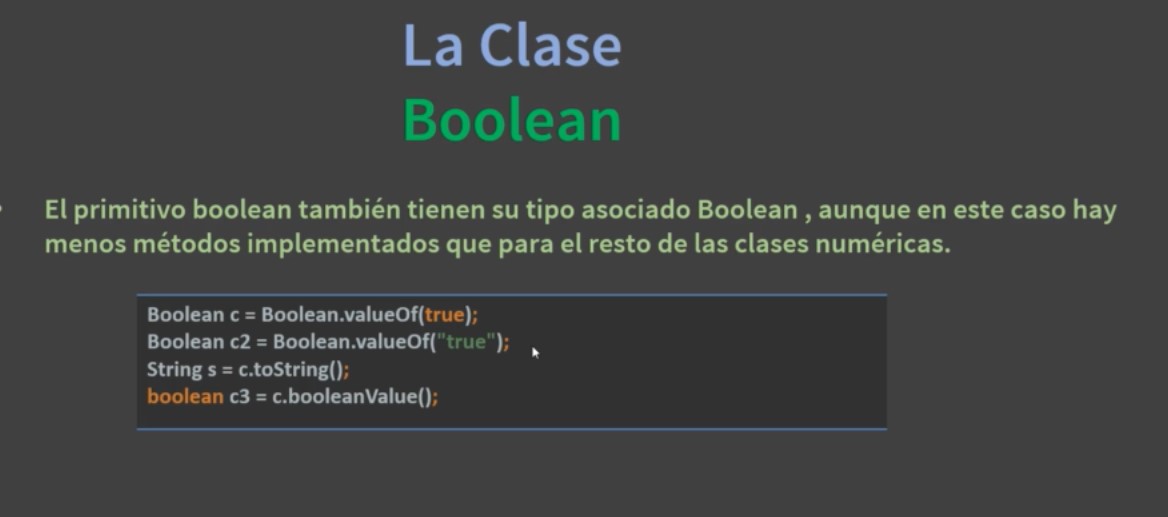 La Clase
Boolean
El primitivo boolean también tienen su tipo asociado Boolean , aunque en este caso hay
menos métodos implementados que para el resto de las clases numéricas.
Boolean c = Boolean.valueOf(true);
Boolean c2 = Boolean.valueOf("true");
String s = c.toString();
boolean c3 = c.booleanValue();